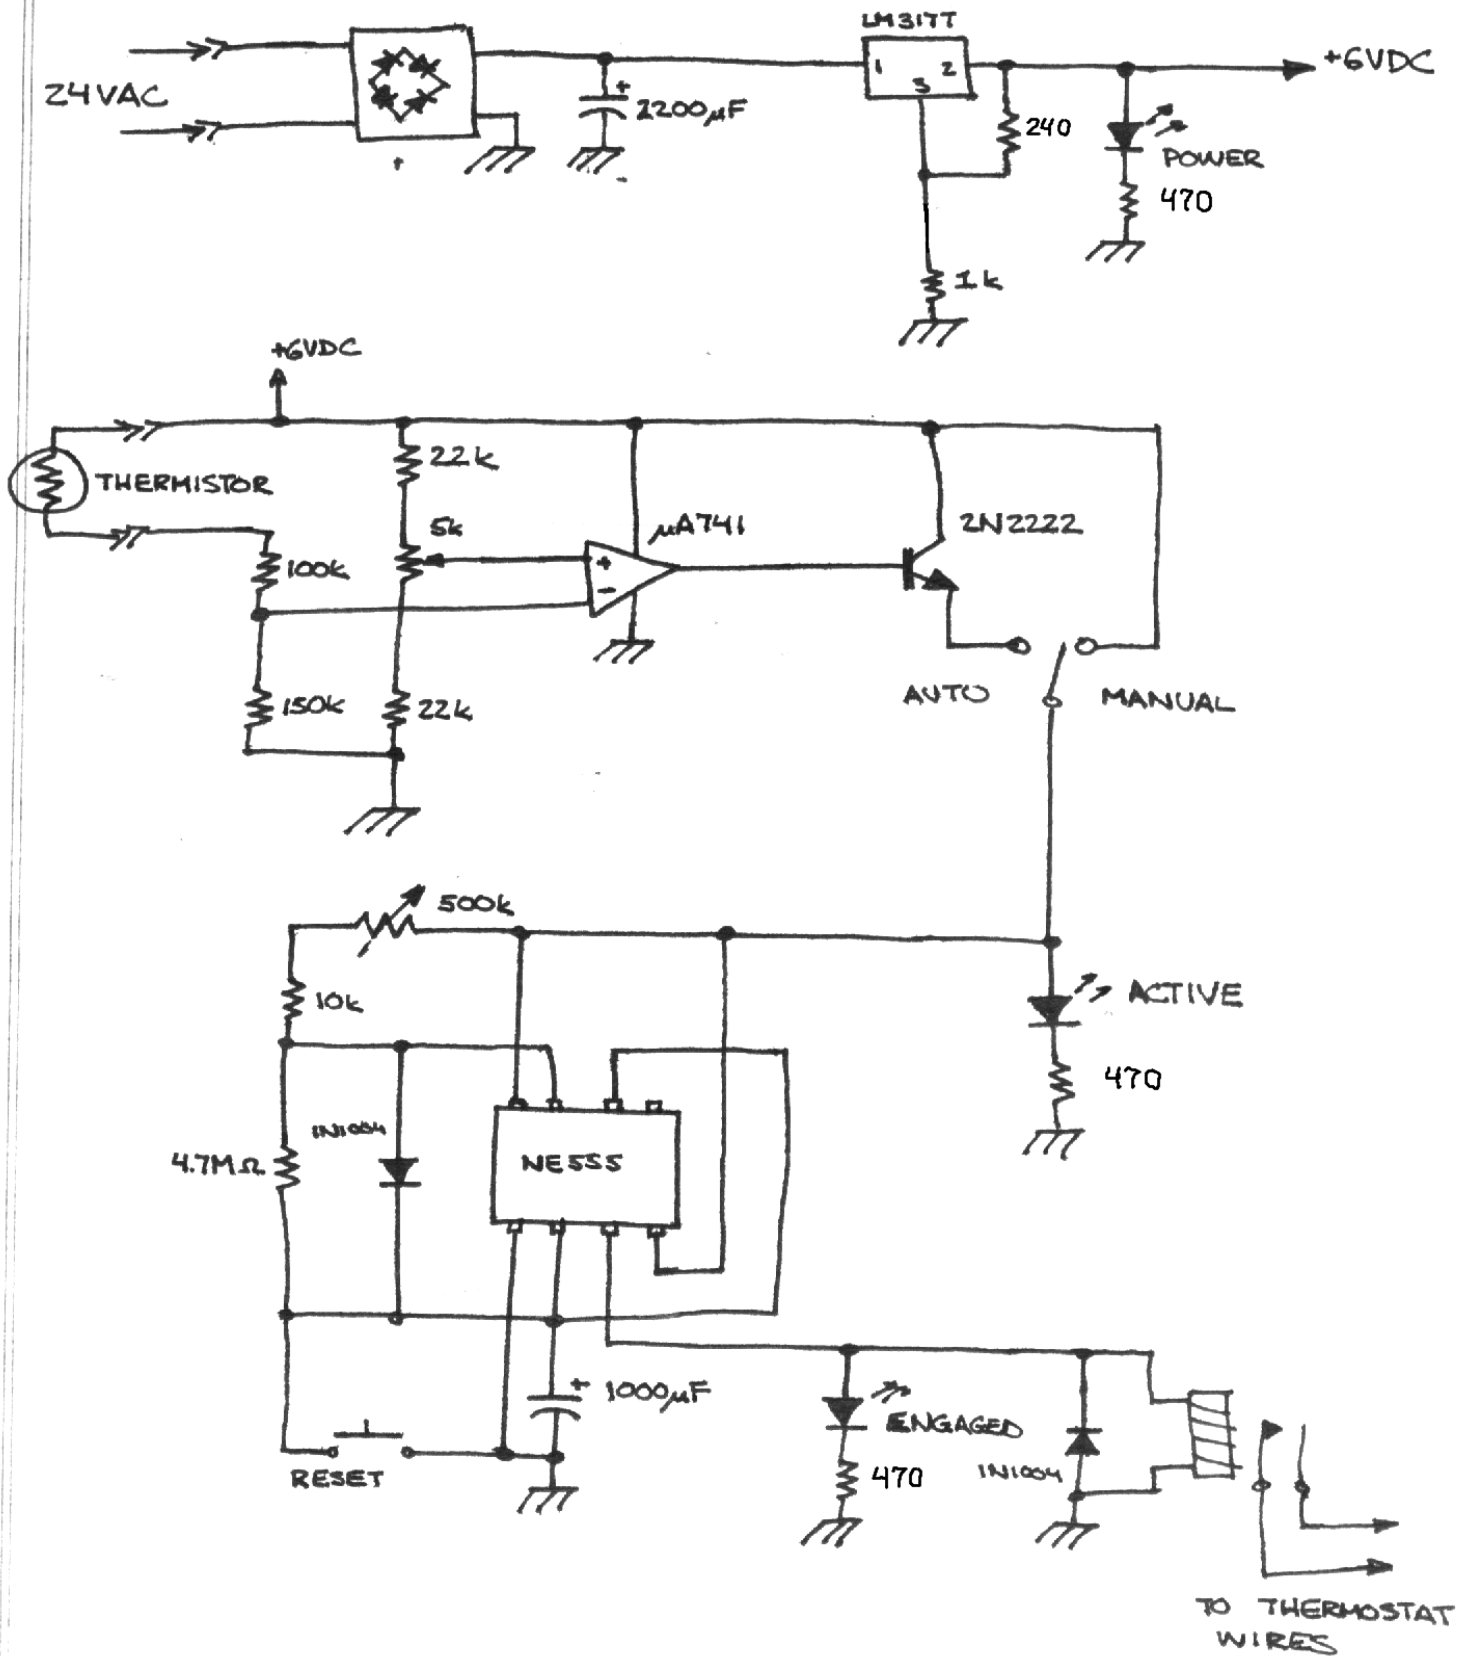 LM317T
24VAC
1
2
3
+6VDC
2200µF
240
POWER
470
1k
+6VDC
THERMISTOR
22k
5k
µA741
2N2222
100k
+
-
150k
22k
AUTO
MANUAL
500k
10k
ACTIVE
470
1N1004
4.7MΩ
NE555
+
1000µF
ENGAGED
RESET
470
1N1004
TO THERMOSTAT
WIRES